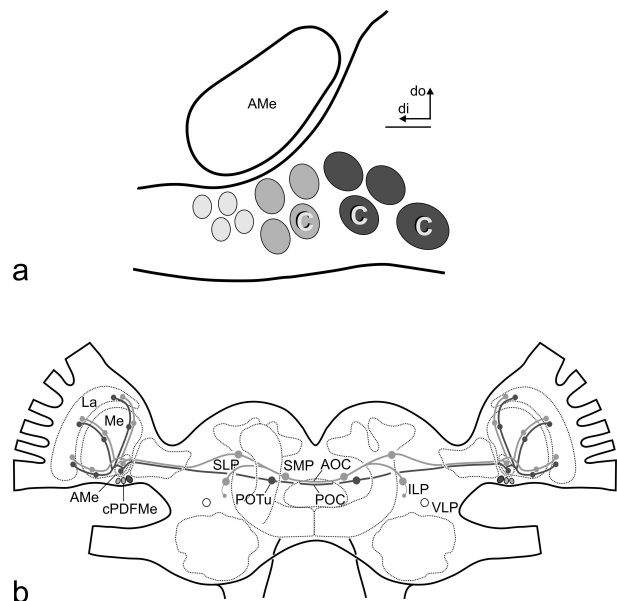 AMe
do
di
C C C
a
La
Me
SLP SMP AOC
AMe POTu POC ILP
cPDFMe VLP
b